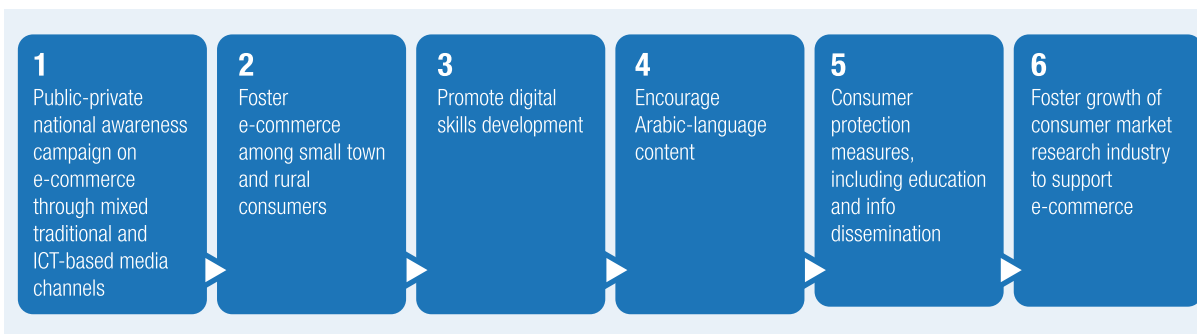 1
Public-private
national awareness
campaign on
e-commerce
through mixed
traditional and
ICT-based media
channels
2
Foster
e-commerce
among small town
and rural
consumers
3
Promote digital
skills development
4
Encourage
Arabic-language
content
5
Consumer
protection
measures,
including education
and info
dissemination
6
Foster growth of
consumer market
research industry
to support
e-commerce